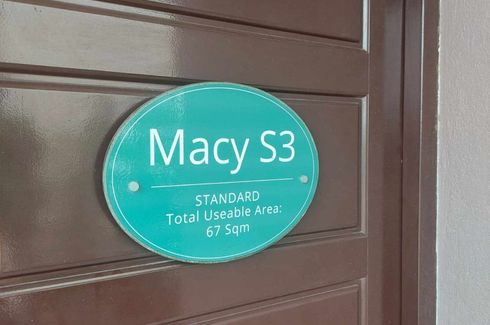 Macy S3
STANDARD
Total Useable Area:
67 Sqm